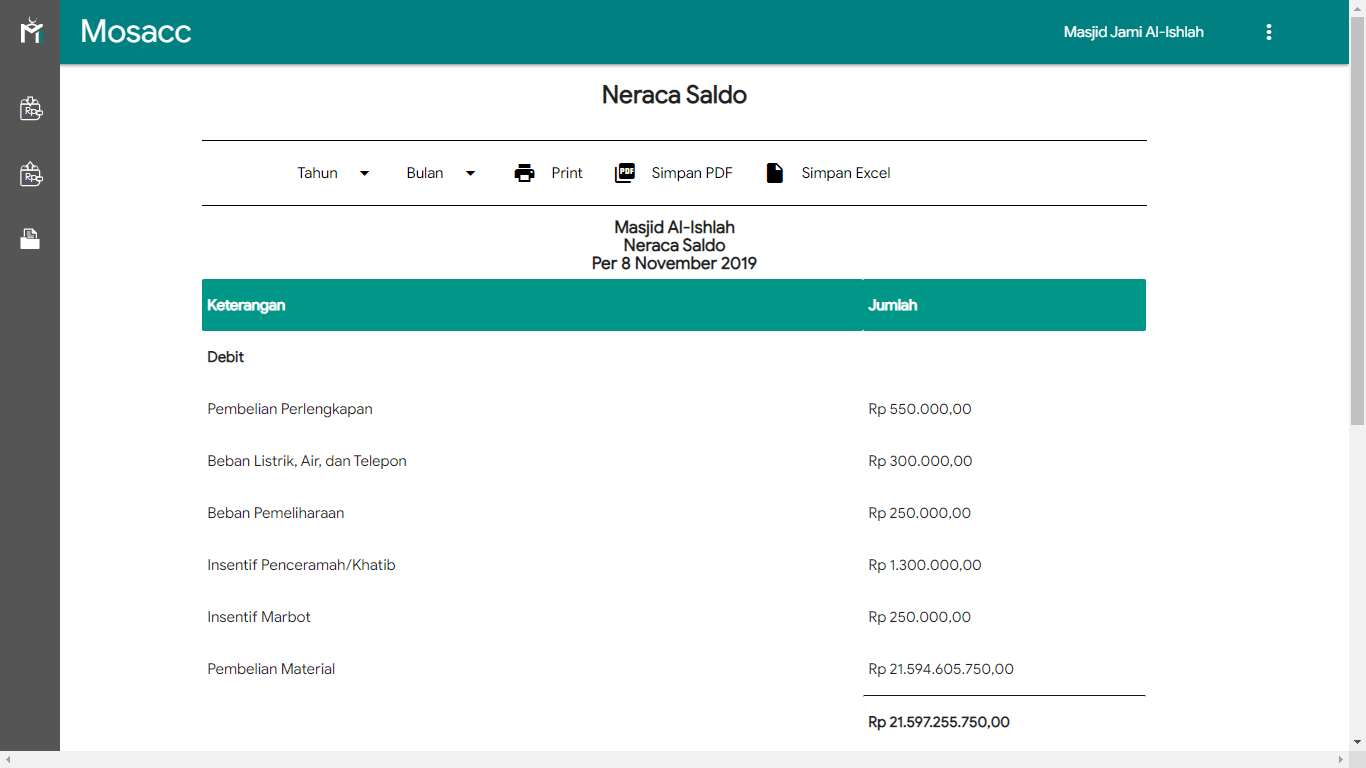 Mosacc
Masjid Jami Al-Ishlah
Neraca Saldo
Tahun Bulan Print PDF Simpan PDF Simpan Excel
Masjid Al-Ishlah
Neraca Saldo
Per 8 November 2019
Keterangan Jumlah
Debit
Pembelian Perlengkapan Rp 550.000,00
Beban Listrik, Air, dan Telepon Rp 300.000,00
Beban Pemeliharaan Rp 250.000,00
Insentif Penceramah/Khatib Rp 1.300.000,00
Insentif Marbot Rp 250.000,00
Pembelian Material Rp 21.594.605.750,00
Rp 21.597.255.750,00
Rp
Rp